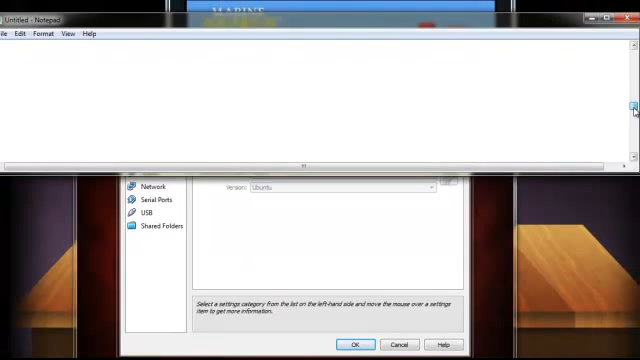 MARINE
Untitled - Notepad
Edit Format View Help
Network
Version: Ubuntu
Serial Ports
USB
Shared Folders
Select a settings category from the list on the left-hand side and move the mouse over a settings
item to get more information.
OK Cancel Help